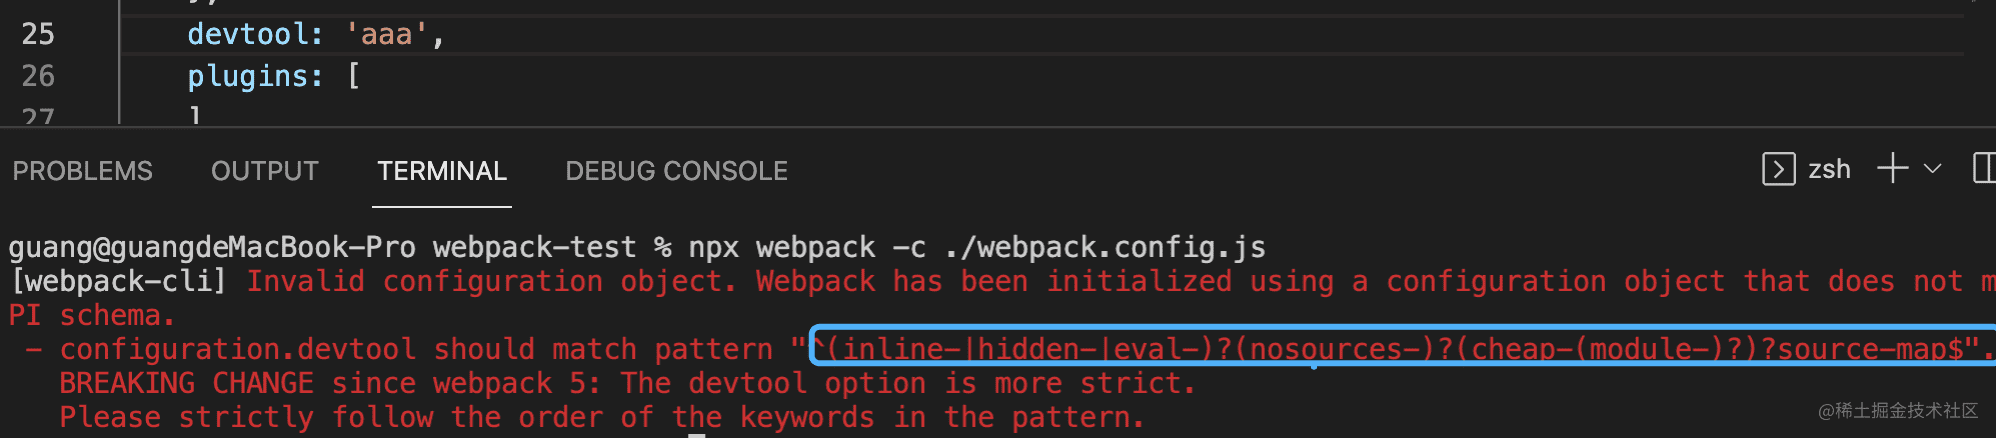 25 devtool: 'aaa',
26 plugins: [
27 ]
PROBLEMS OUTPUT TERMINAL DEBUG CONSOLE zsh
guang@guangdeMacBook-Pro webpack-test % npx webpack -c ./webpack.config.js
[webpack-cli] Invalid configuration object. Webpack has been initialized using a configuration object that does not m
PI schema.
- configuration.devtool should match pattern "^(inline-|hidden-|eval-)?(nosources-)?(cheap-(module-)?)?source-map$".
BREAKING CHANGE since webpack 5: The devtool option is more strict.
Please strictly follow the order of the keywords in the pattern.
@稀土掘金技术社区